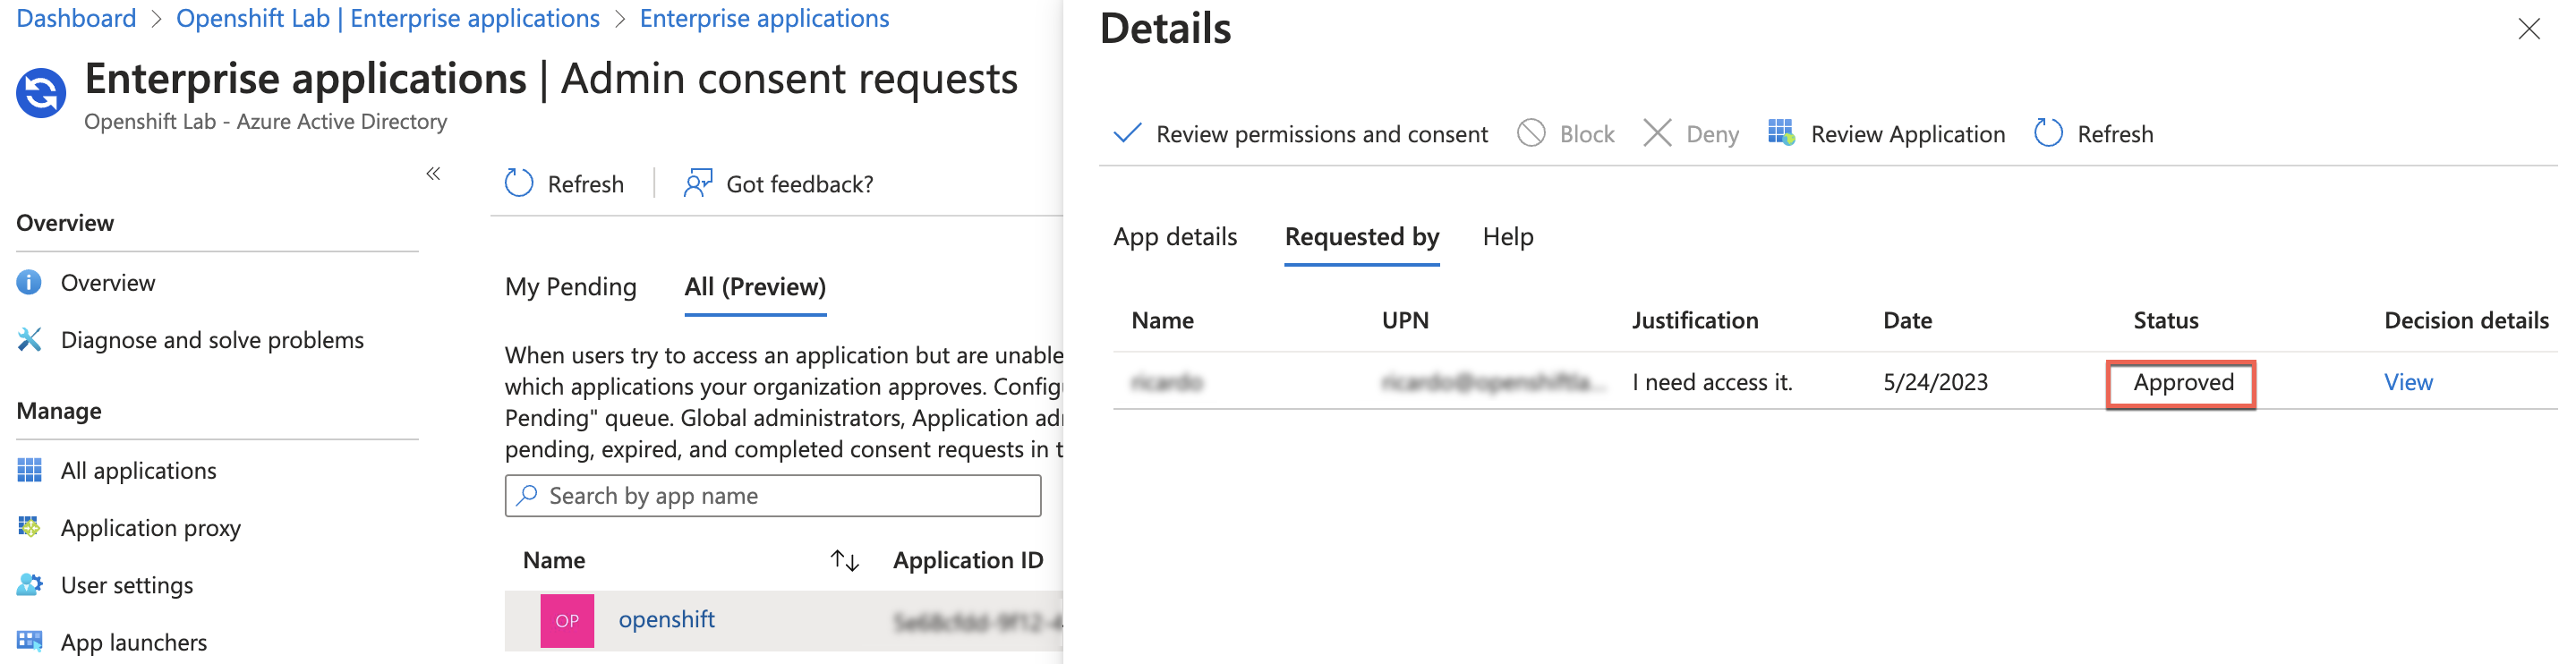 Dashboard > Openshift Lab | Enterprise applications > Enterprise applications
Enterprise applications | Admin consent requests
Openshift Lab - Azure Active Directory
«
Overview
Overview
Diagnose and solve problems
Manage
All applications
Application proxy
User settings
App launchers
Refresh
Got feedback?
My Pending
All (Preview)
When users try to access an application but are unable
which applications your organization approves.
Pending" queue. Global administrators, Application
pending, expired, and completed consent requests in
Search by app name
Name
Application ID
OP
openshift
Details
Review permissions and consent
Block
Deny
Review Application
Refresh
App details
Requested by
Help
Name
UPN
Justification
Date
Status
Decision details
I need access it.
5/24/2023
Approved
View